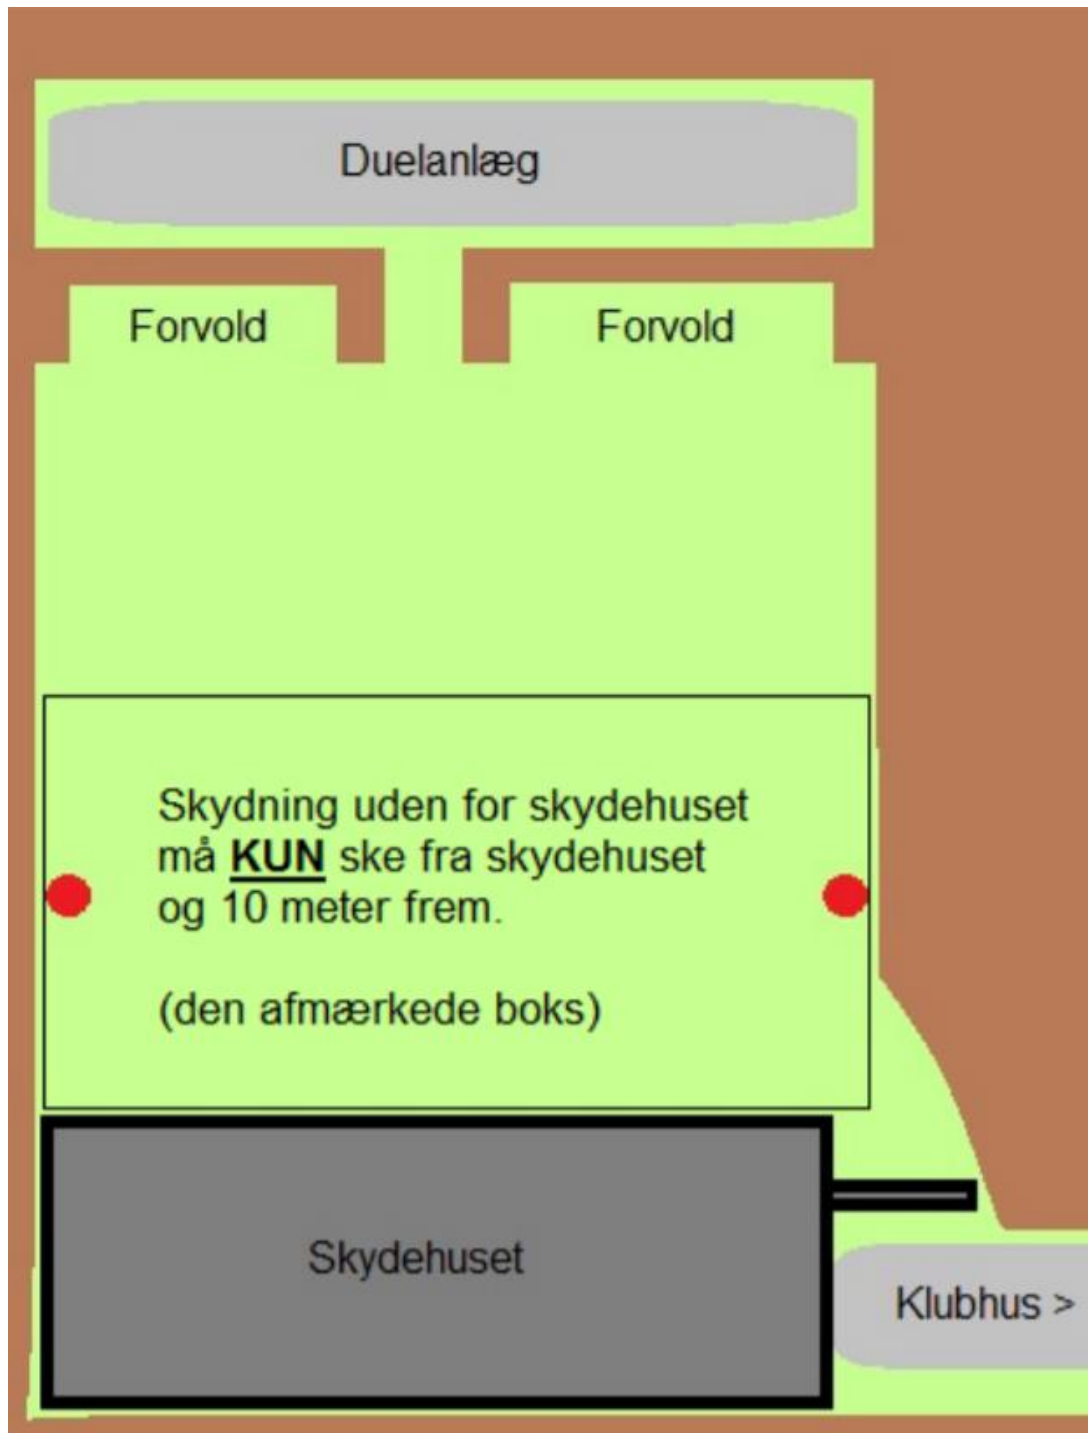 Duelanlæg
Forvold
Forvold
Skydning uden for skydehuset
må KUN ske fra skydehuset
og 10 meter frem.
(den afmærkede boks)
Skydehuset
Klubhus >